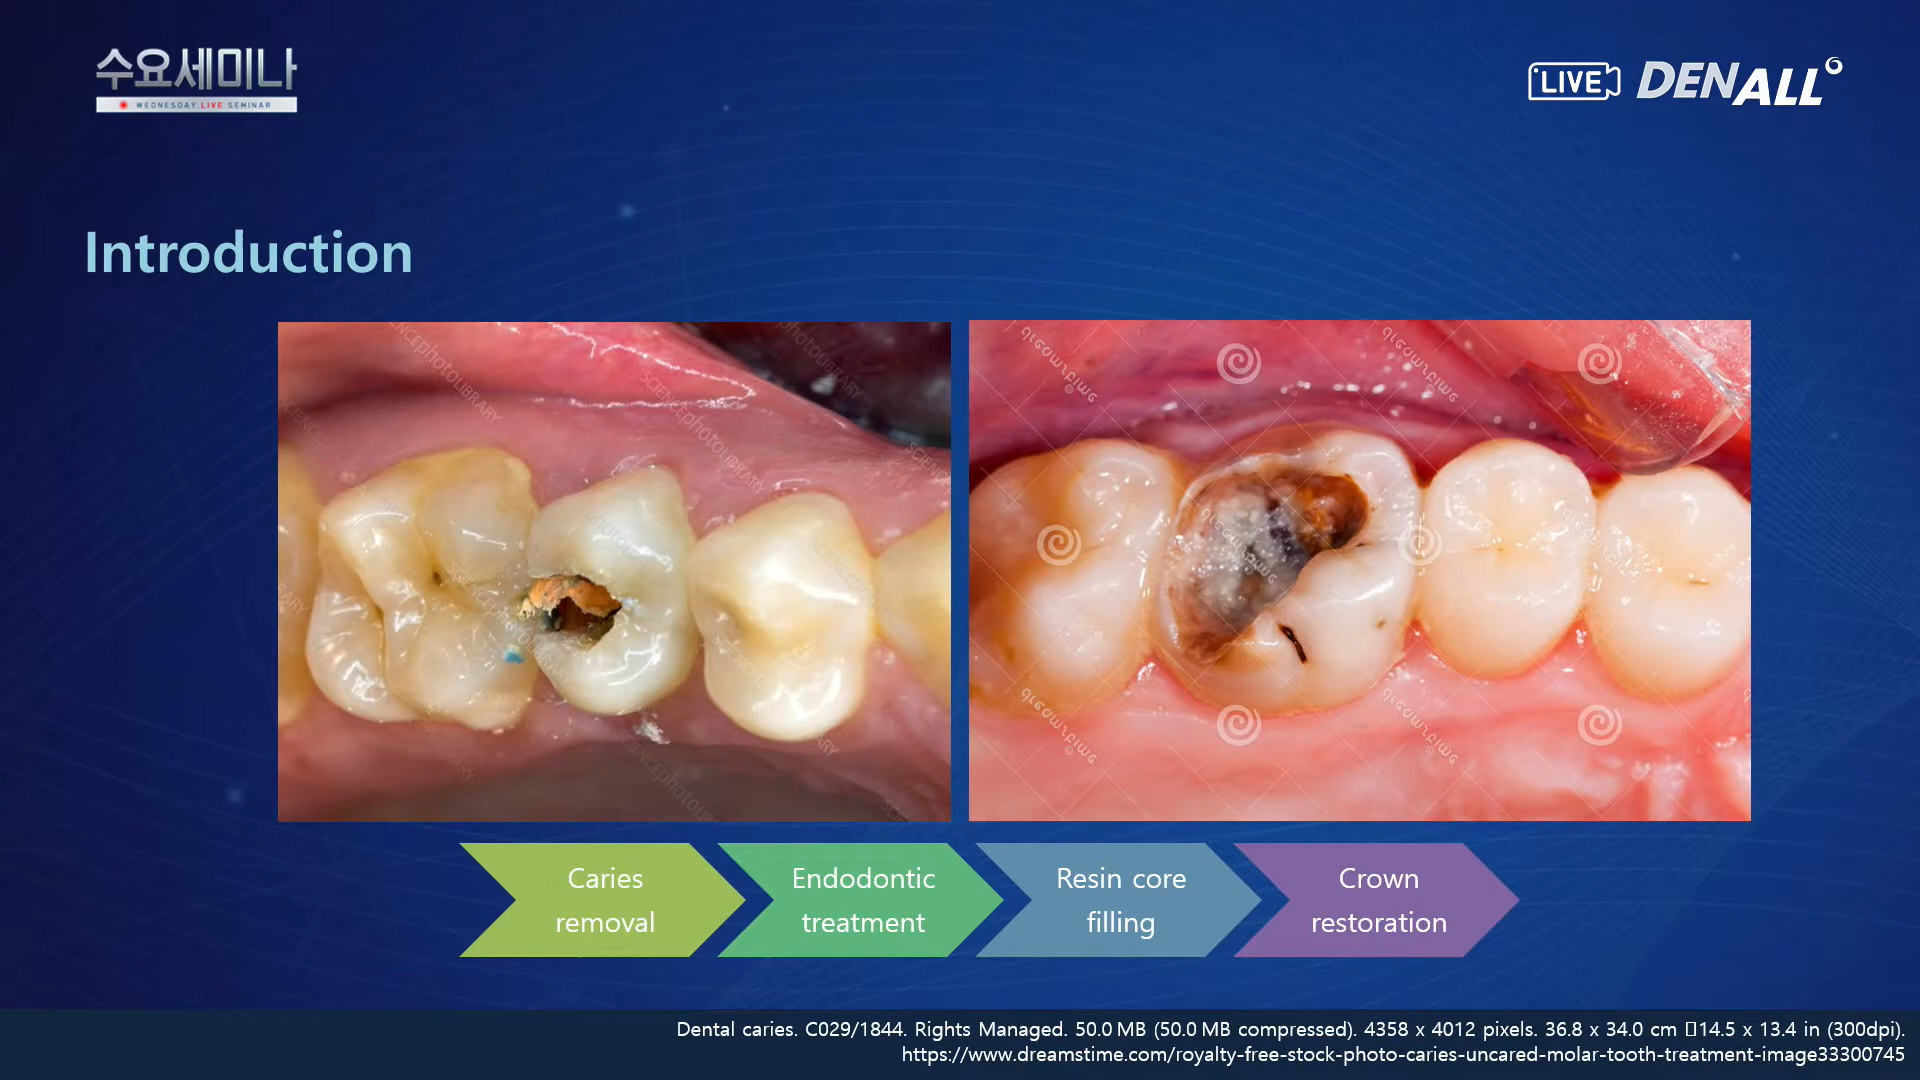 수요세미나
WEDNESDAY LIVE SEMINAR
LIVE DENALL
Introduction
SCIENCEPHOTOLIBRARY
dreamstime
Caries
removal
Endodontic
treatment
Resin core
filling
Crown
restoration
Dental caries. C029/1844. Rights Managed. 50.0 MB (50.0 MB compressed). 4358 x 4012 pixels. 36.8 x 34.0 cm 14.5 x 13.4 in (300dpi).
https://www.dreamstime.com/royalty-free-stock-photo-caries-uncared-molar-tooth-treatment-image33300745